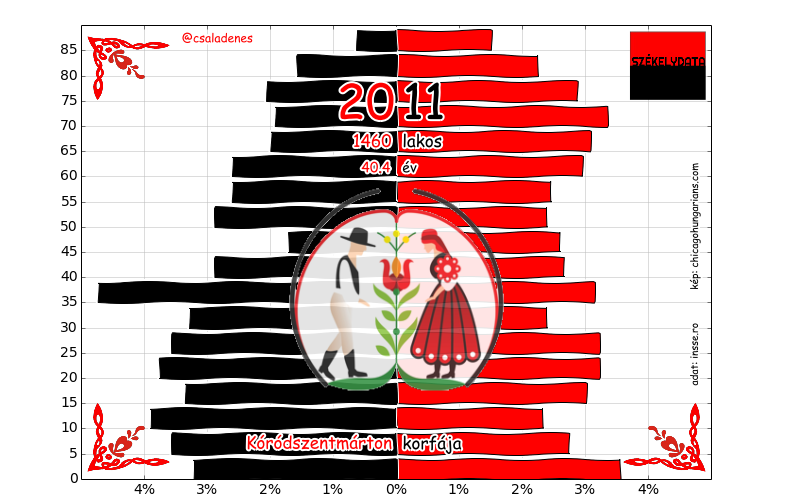 @csaladenes
SZÉKELYDATA
2011
1460 lakos
40.4 év
kép: chicagohungarians.com
adat: insse.ro
Kóródszentmárton korfája
85
80
75
70
65
60
55
50
45
40
35
30
25
20
15
10
5
0
4% 3% 2% 1% 0% 1% 2% 3% 4%